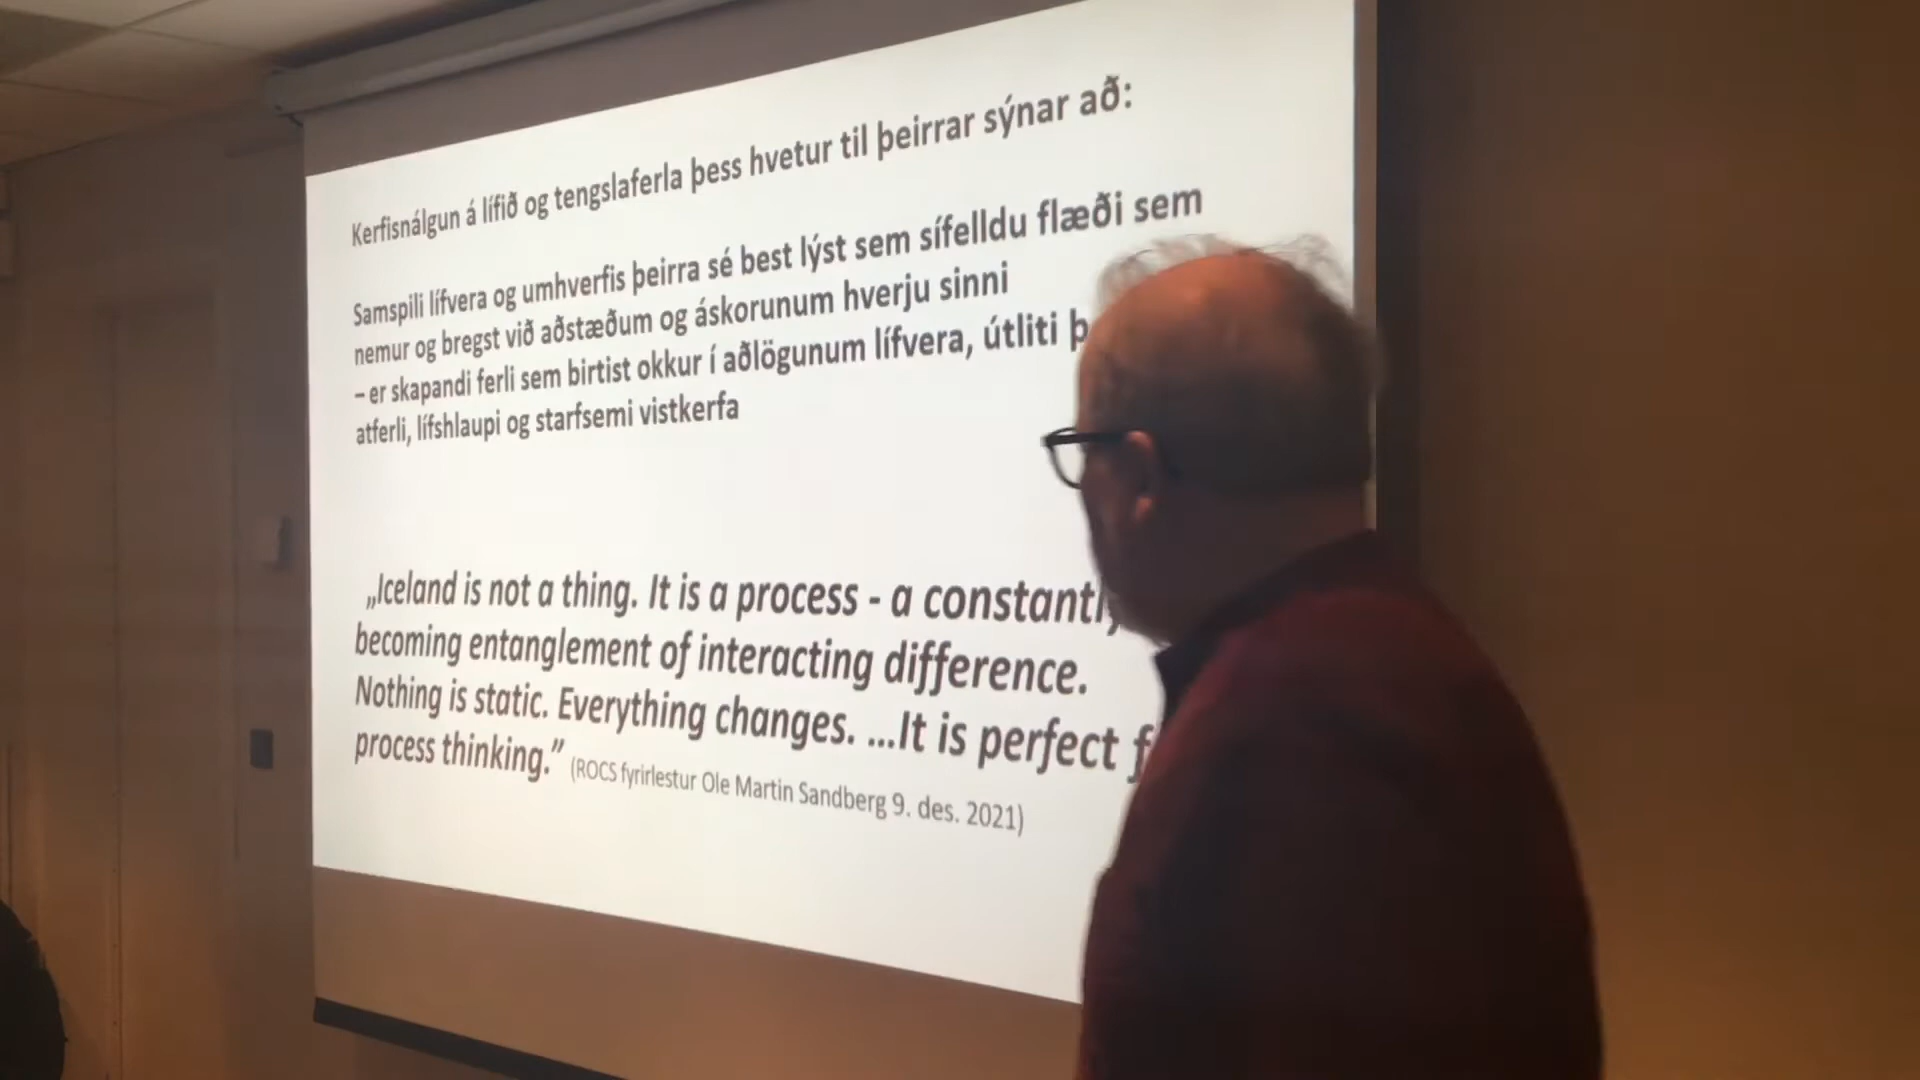 Kerfisnálgun á lífið og tengslaferla þess hvetur til þeirrar sýnar að:
Samspili lífvera og umhverfis þeirra sé best lýst sem sífelldu flæði sem
nemur og bregst við aðstæðum og áskorunum hverju sinni
– er skapandi ferli sem birtist okkur í aðlögunum lífvera, útliti
atferli, lífshlaupi og starfsemi vistkerfa
„Iceland is not a thing. It is a process - a constantly
becoming entanglement of interacting difference.
Nothing is static. Everything changes. ...It is perfect
process thinking.” (ROCS fyrirlestur Ole Martin Sandberg 9. des. 2021)